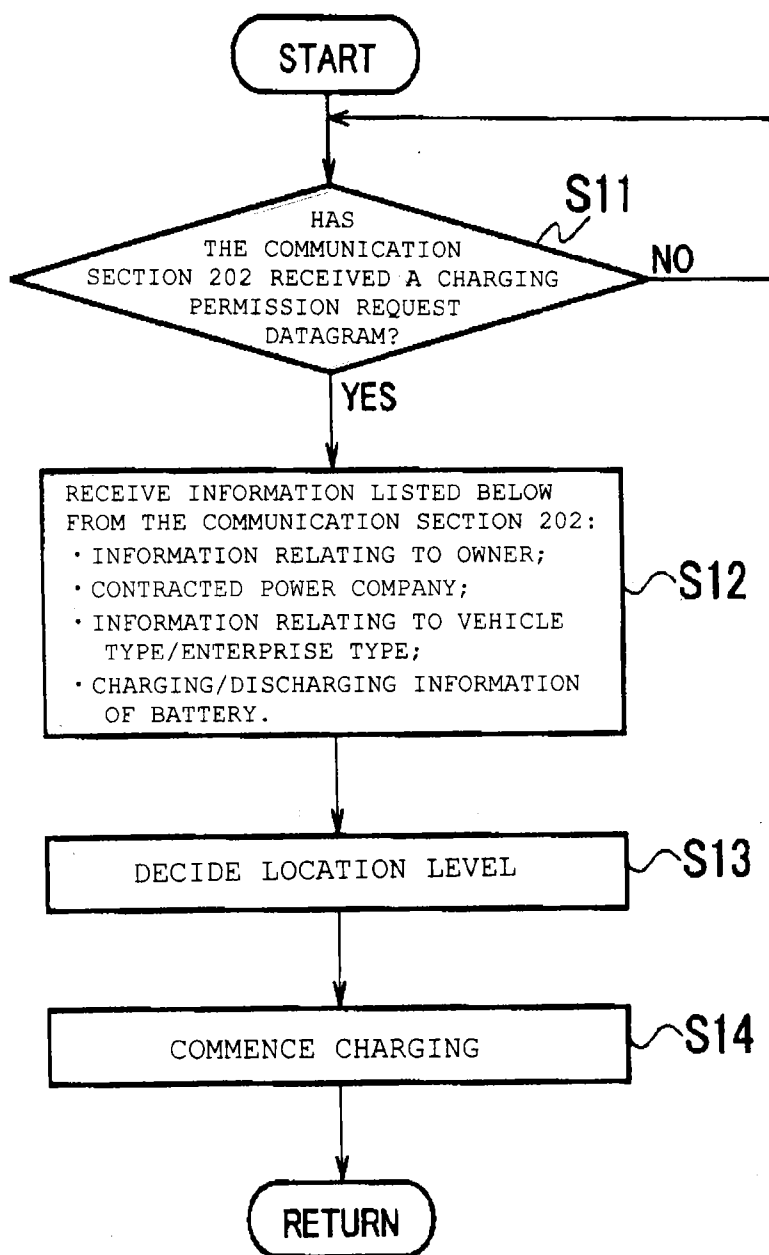 START
S11
HAS
THE COMMUNICATION
SECTION 202 RECEIVED A CHARGING
PERMISSION REQUEST
DATAGRAM?
NO
YES
RECEIVE INFORMATION LISTED BELOW
FROM THE COMMUNICATION SECTION 202:
・INFORMATION RELATING TO OWNER;
・CONTRACTED POWER COMPANY;
・INFORMATION RELATING TO VEHICLE
TYPE/ENTERPRISE TYPE;
・CHARGING/DISCHARGING INFORMATION
OF BATTERY.
S12
DECIDE LOCATION LEVEL
S13
COMMENCE CHARGING
S14
RETURN